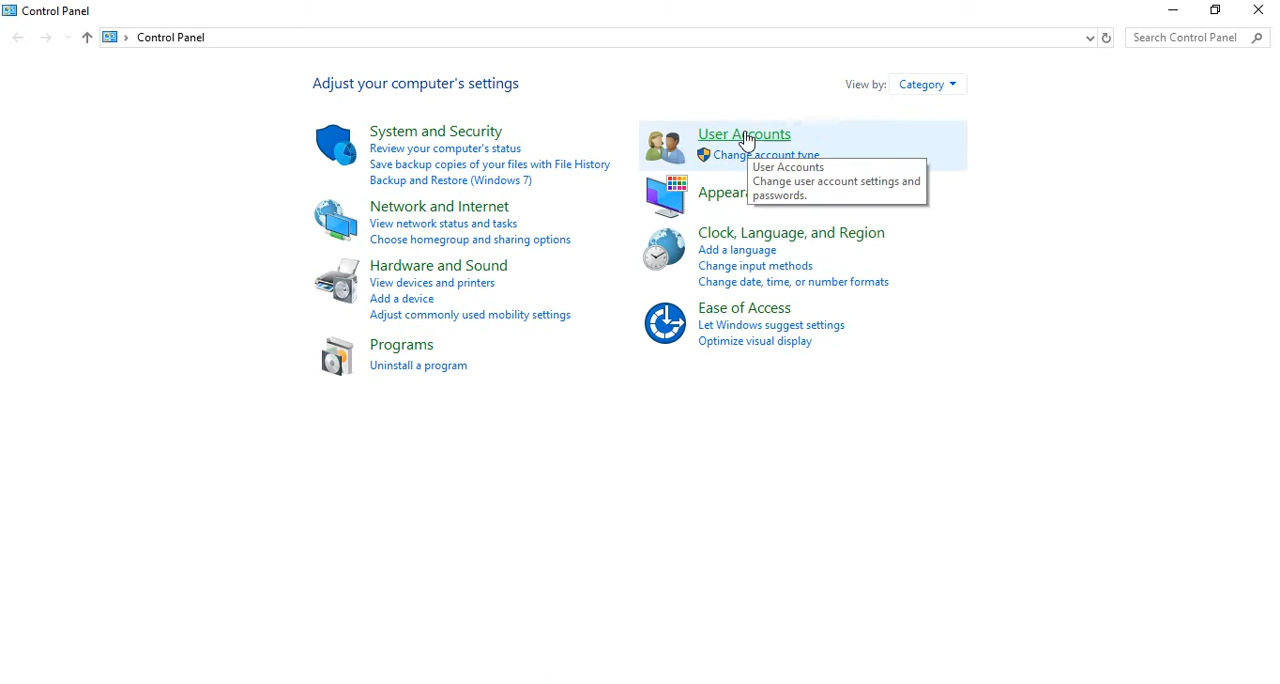 Control Panel
Control Panel
Search Control Panel
Adjust your computer's settings
View by: Category
System and Security
Review your computer's status
Save backup copies of your files with File History
Backup and Restore (Windows 7)
Network and Internet
View network status and tasks
Choose homegroup and sharing options
Hardware and Sound
View devices and printers
Add a device
Adjust commonly used mobility settings
Programs
Uninstall a program
User Accounts
Change account type
User Accounts
Change user account settings and
passwords.
Appeara
Clock, Language, and Region
Add a language
Change input methods
Change date, time, or number formats
Ease of Access
Let Windows suggest settings
Optimize visual display